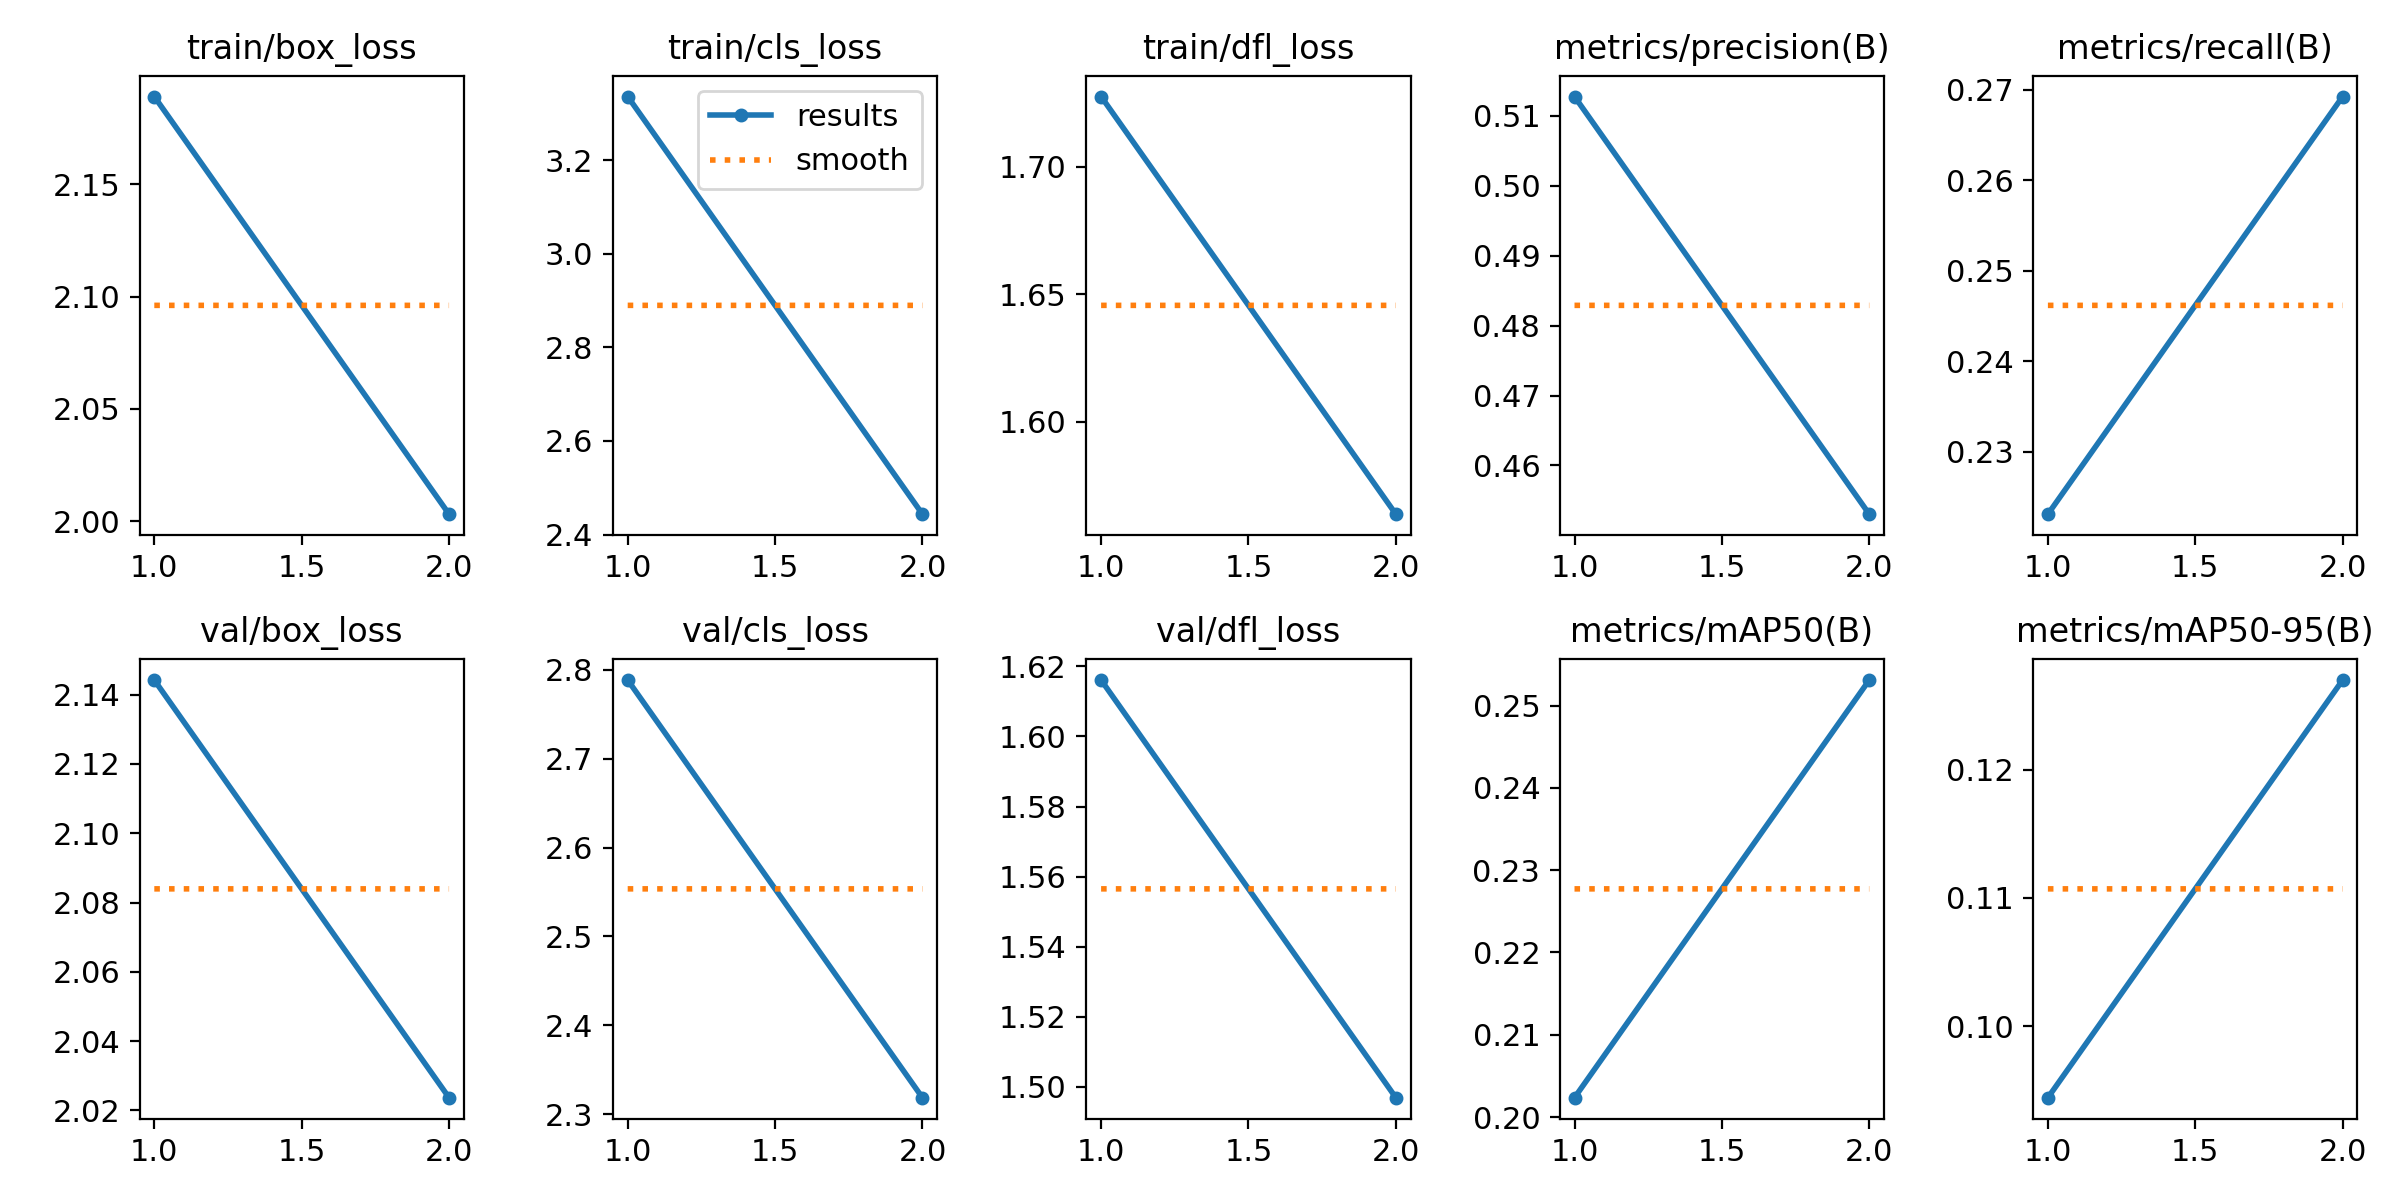 train/box_loss
train/cls_loss
train/dfl_loss
metrics/precision(B)
metrics/recall(B)
2.15
2.10
2.05
2.00
1.0 1.5 2.0
results
smooth
3.2
3.0
2.8
2.6
2.4
1.0 1.5 2.0
1.70
1.65
1.60
1.0 1.5 2.0
0.51
0.50
0.49
0.48
0.47
0.46
1.0 1.5 2.0
0.27
0.26
0.25
0.24
0.23
1.0 1.5 2.0
val/box_loss
val/cls_loss
val/dfl_loss
metrics/mAP50(B)
metrics/mAP50-95(B)
2.14
2.12
2.10
2.08
2.06
2.04
2.02
1.0 1.5 2.0
2.8
2.7
2.6
2.5
2.4
2.3
1.0 1.5 2.0
1.62
1.60
1.58
1.56
1.54
1.52
1.50
1.0 1.5 2.0
0.25
0.24
0.23
0.22
0.21
0.20
1.0 1.5 2.0
0.12
0.11
0.10
1.0 1.5 2.0